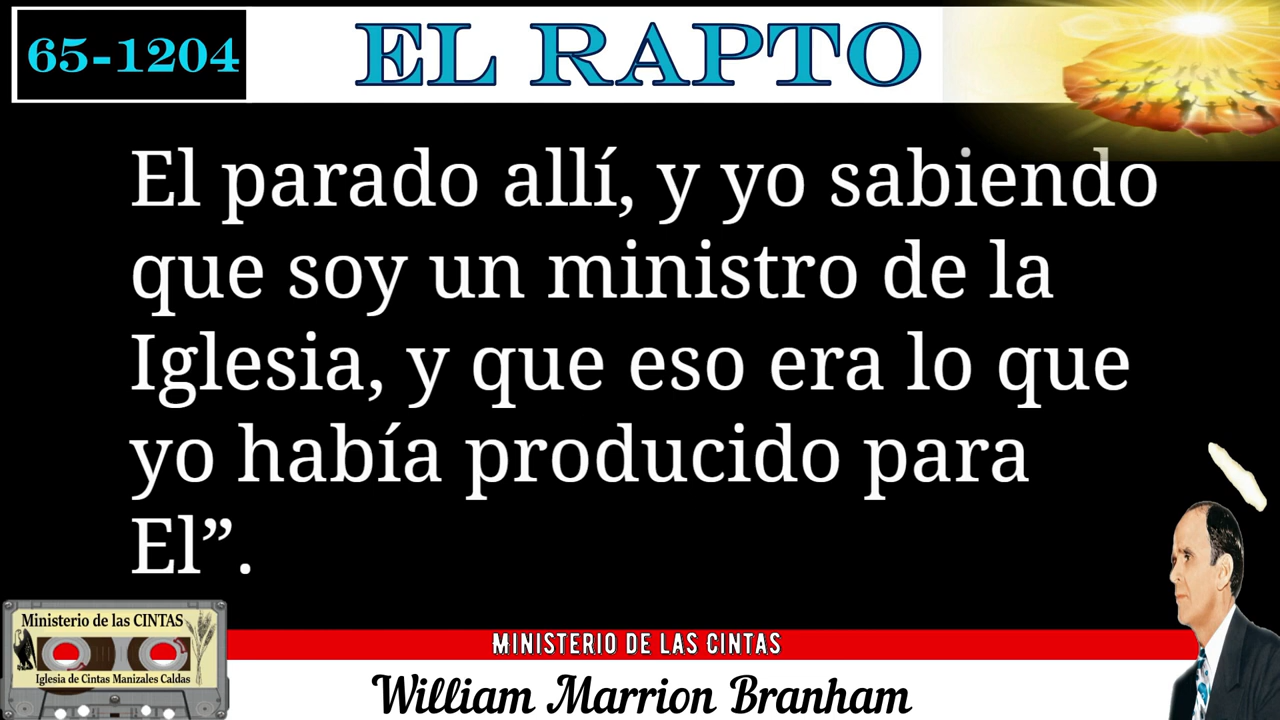 65-1204
EL RAPTO
El parado allí, y yo sabiendo
que soy un ministro de la
Iglesia, y que eso era lo que
yo había producido para
El”.
Ministerio de las CINTAS
Iglesia de Cintas Manizales Caldas
MINISTERIO DE LAS CINTAS
William Marrion Branham